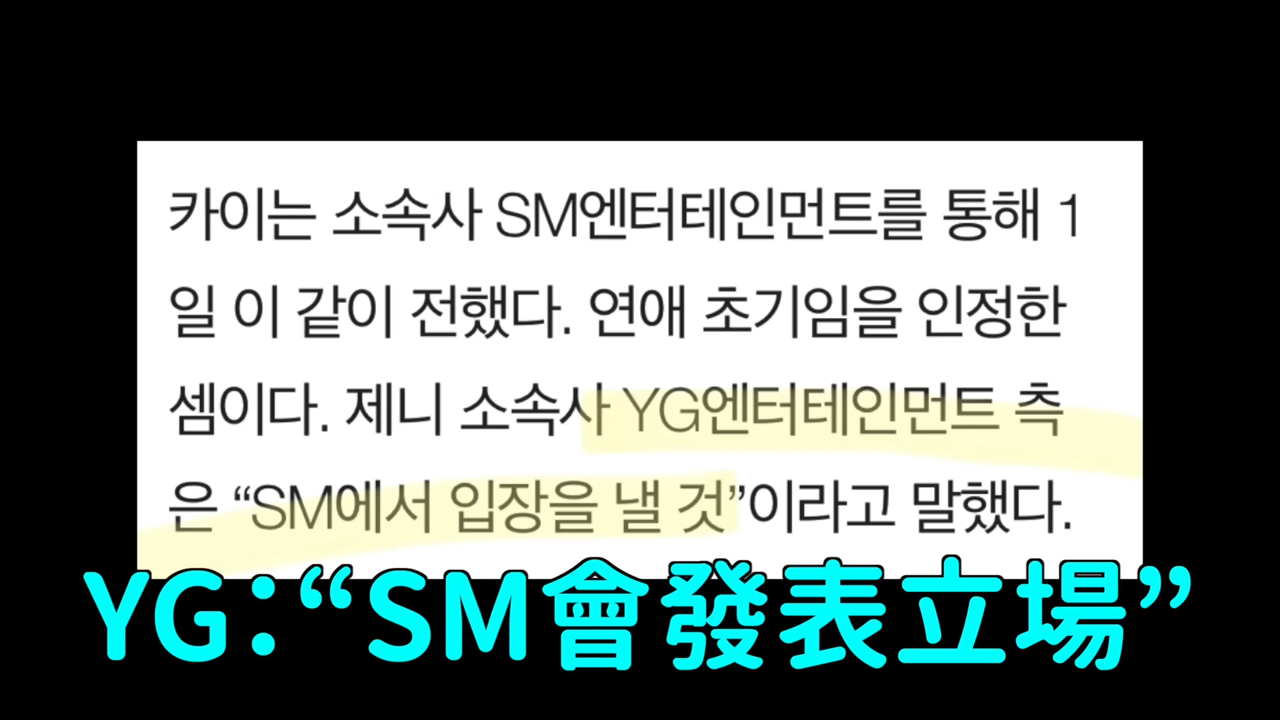 카이는 소속사 SM엔터테인먼트를 통해 1
일 이 같이 전했다. 연애 초기임을 인정한
셈이다. 제니 소속사 YG엔터테인먼트 측
은 “SM에서 입장을 낼 것”이라고 말했다.
YG：“SM會發表立場”